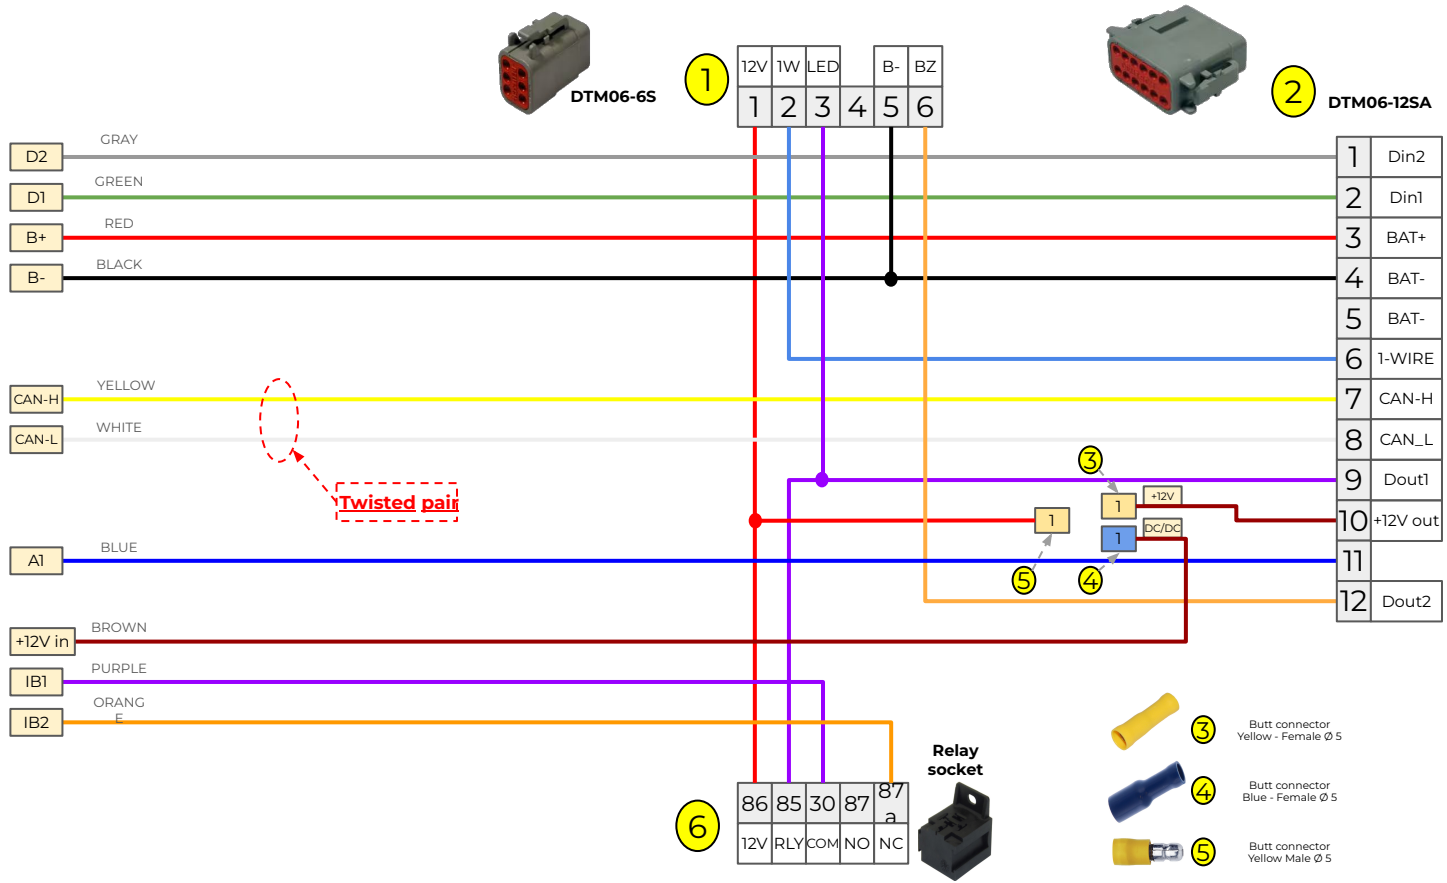 12V 1W LED B- BZ
1 2 3 4 5 6
1
DTM06-6S
2
DTM06-12SA
GRAY
D2
1 Din2
GREEN
D1
2 Din1
RED
B+
3 BAT+
BLACK
B-
4 BAT-
5 BAT-
6 1-WIRE
YELLOW
CAN-H
7 CAN-H
WHITE
CAN-L
8 CAN_L
Twisted pair
3
9 Dout1
1 +12V
1
10 +12V out
1 DC/DC
BLUE
A1
11
5
4
12 Dout2
BROWN
+12V in
PURPLE
IB1
ORANG
E
IB2
3
Butt connector
Yellow - Female Ø 5
Relay
socket
4
Butt connector
Blue - Female Ø 5
86 85 30 87 87
a
6
12V RLY COM NO NC
5
Butt connector
Yellow Male Ø 5